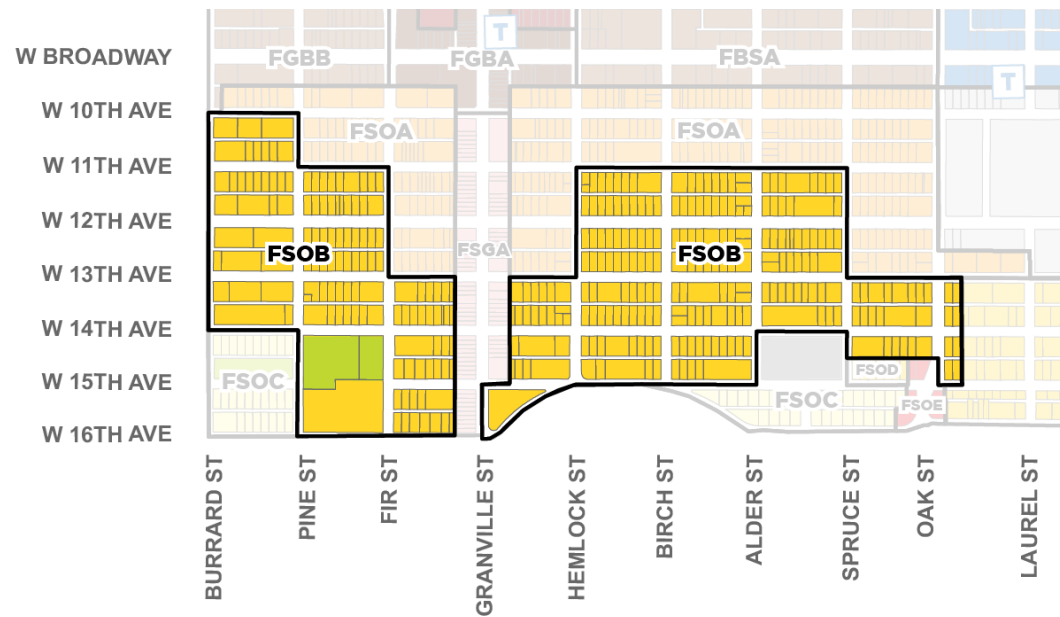 W BROADWAY
FGBB
FGBA
T
FBSA
T
W 10TH AVE
FSOA
FSOA
W 11TH AVE
W 12TH AVE
FSOB
FSGA
FSOB
W 13TH AVE
W 14TH AVE
W 15TH AVE
FSOC
FSOD
FSOC
FSOE
W 16TH AVE
BURRARD ST
PINE ST
FIR ST
GRANVILLE ST
HEMLOCK ST
BIRCH ST
ALDER ST
SPRUCE ST
OAK ST
LAUREL ST